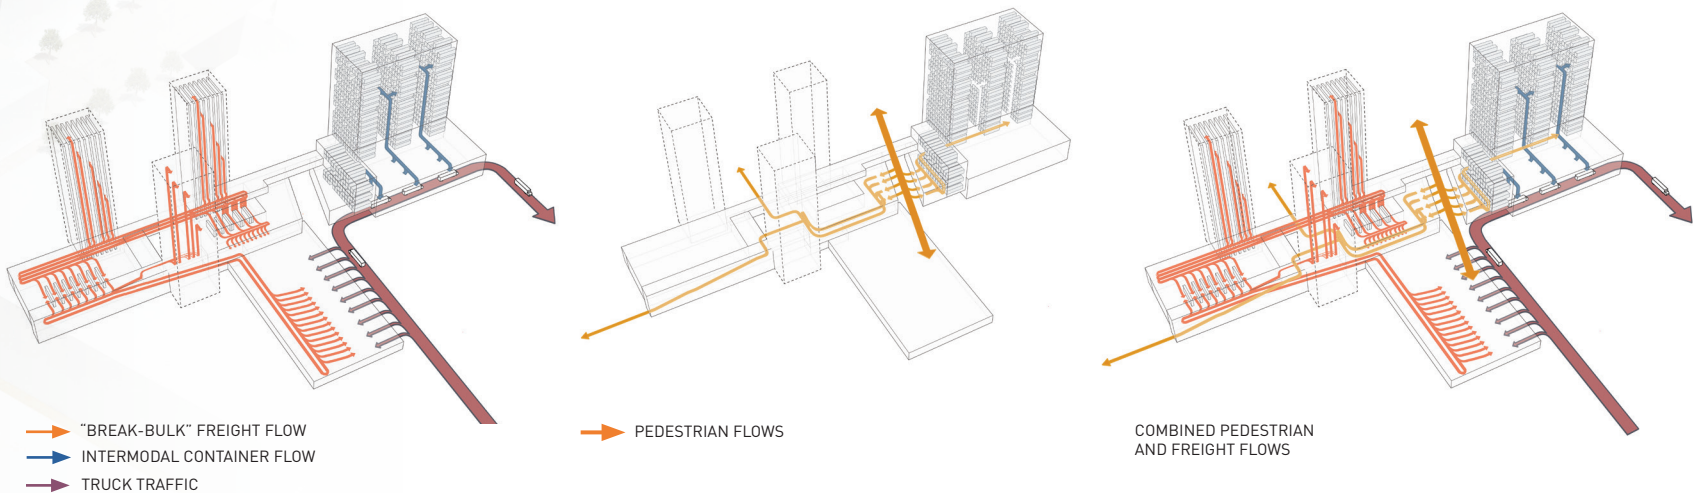 "BREAK-BULK" FREIGHT FLOW
INTERMODAL CONTAINER FLOW
TRUCK TRAFFIC
PEDESTRIAN FLOWS
COMBINED PEDESTRIAN
AND FREIGHT FLOWS